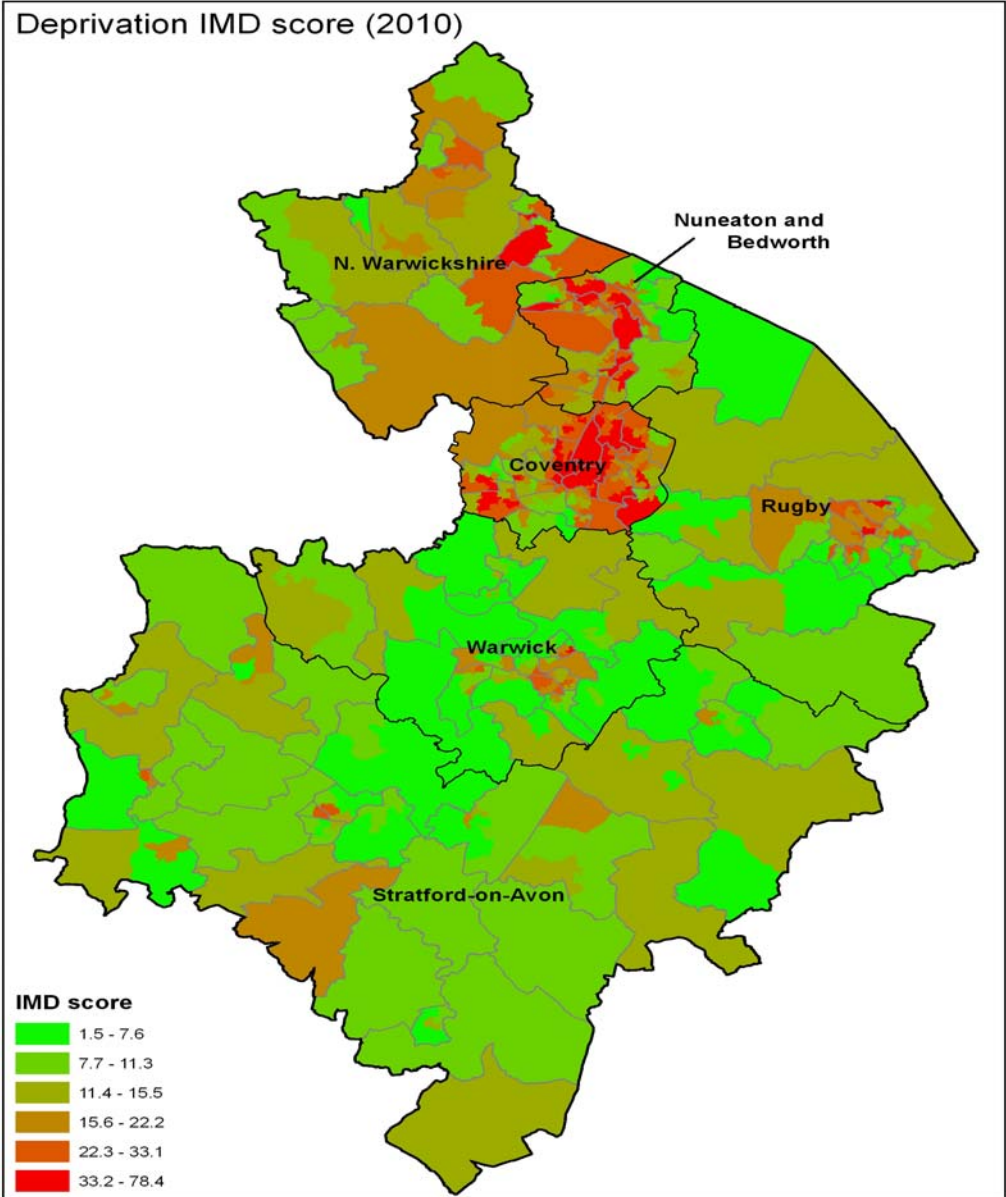 Deprivation IMD score (2010)
Nuneaton and
Bedworth
N. Warwickshire
Coventry
Rugby
Warwick
Stratford-on-Avon
IMD score
1.5 - 7.6
7.7 - 11.3
11.4 - 15.5
15.6 - 22.2
22.3 - 33.1
33.2 - 78.4